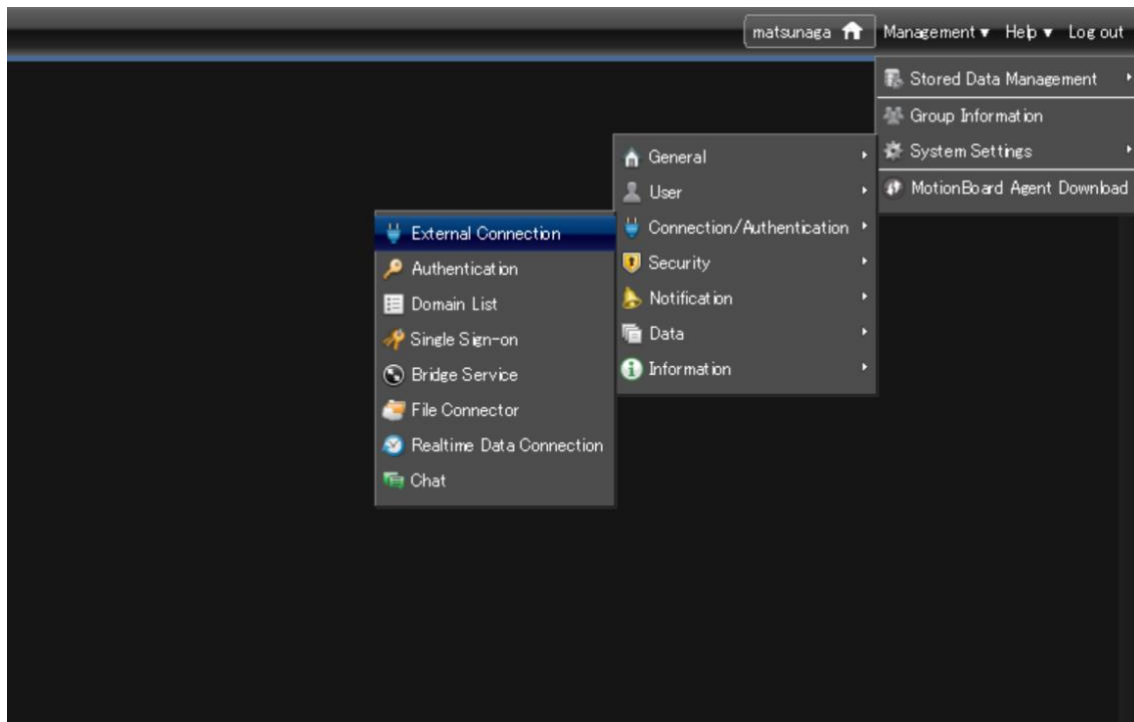 matsunaga Management ▼ Help ▼ Log out
Stored Data Management
Group Information
System Settings
MotionBoard Agent Download
General
User
Connection/Authentication
Security
Notification
Data
Information
External Connection
Authentication
Domain List
Single Sign-on
Bridge Service
File Connector
Realtime Data Connection
Chat